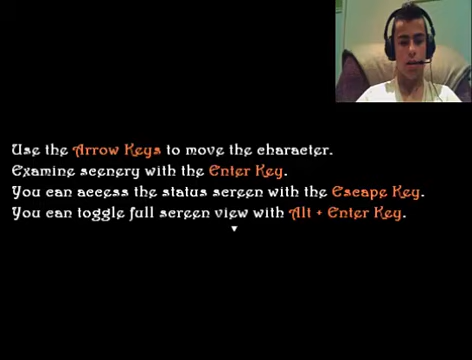 Use the Arrow Keys to move the character.
Examine scenery with the Enter Key.
You can access the status screen with the Escape Key.
You can toggle full screen view with Alt + Enter Key.